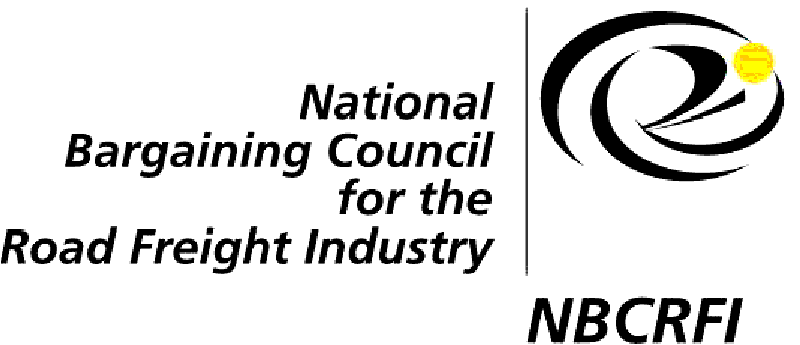 National
Bargaining Council
for the
Road Freight Industry
NBCRFI